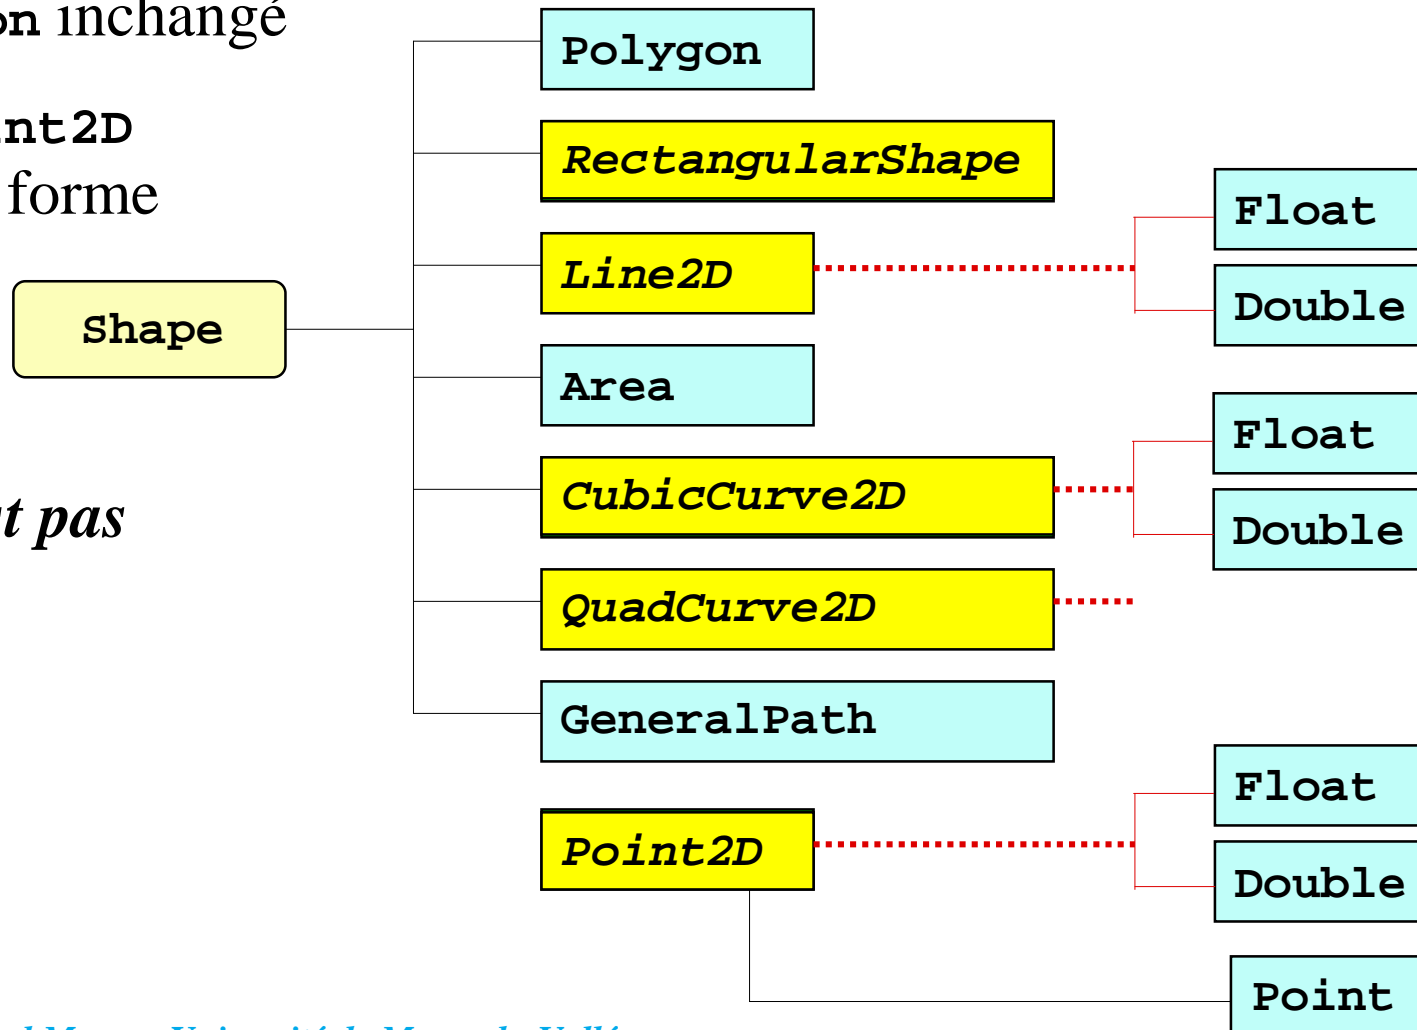 on inchangé
nt2D
forme
Shape
t pas
Polygon
RectangularShape
Line2D
Float
Double
Area
CubicCurve2D
Float
Double
QuadCurve2D
GeneralPath
Point2D
Float
Double
Point